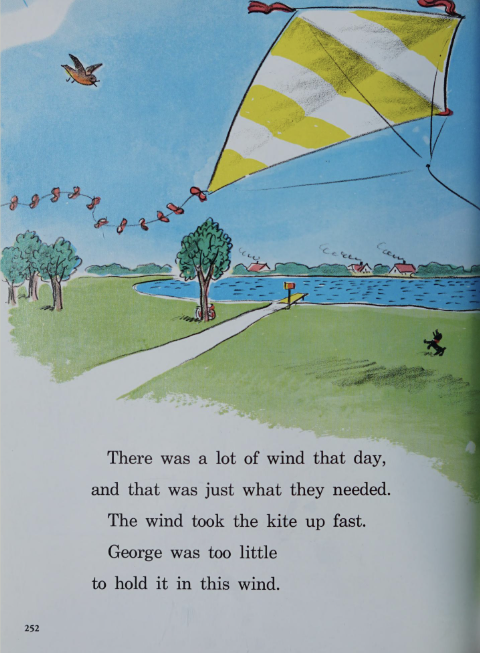 There was a lot of wind that day,
and that was just what they needed.
The wind took the kite up fast.
George was too little
to hold it in this wind.
252